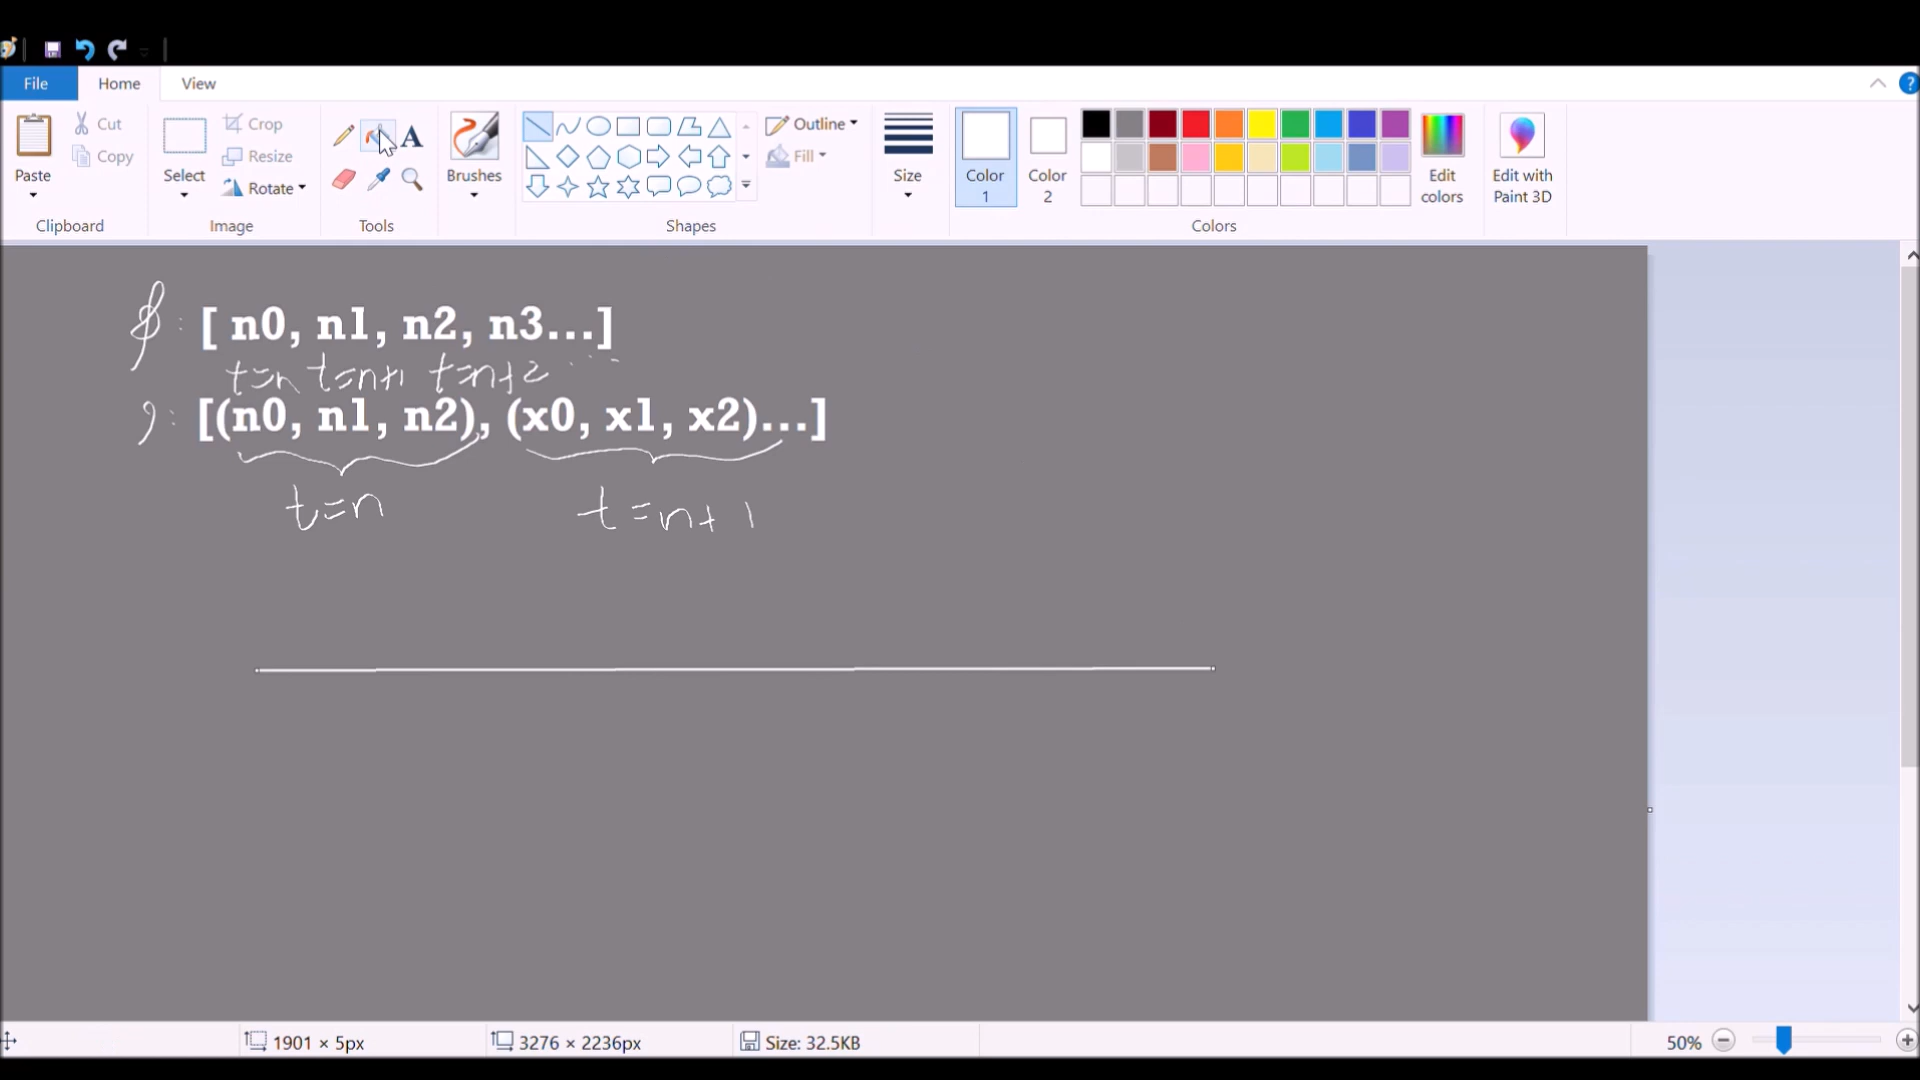 File Home View
Paste
Cut
Copy
Clipboard
Select
Crop
Resize
Rotate
Image
A
Tools
Brushes
Shapes
Outline
Fill
Size
Color 1
Color 2
Colors
Edit colors
Edit with Paint 3D
?
: [ n0, n1, n2, n3...]
t=n t=n+1 t=n+2 ...
: [(n0, n1, n2), (x0, x1, x2)...]
t=n t=n+1
1901 × 5px 3276 × 2236px Size: 32.5KB 50%